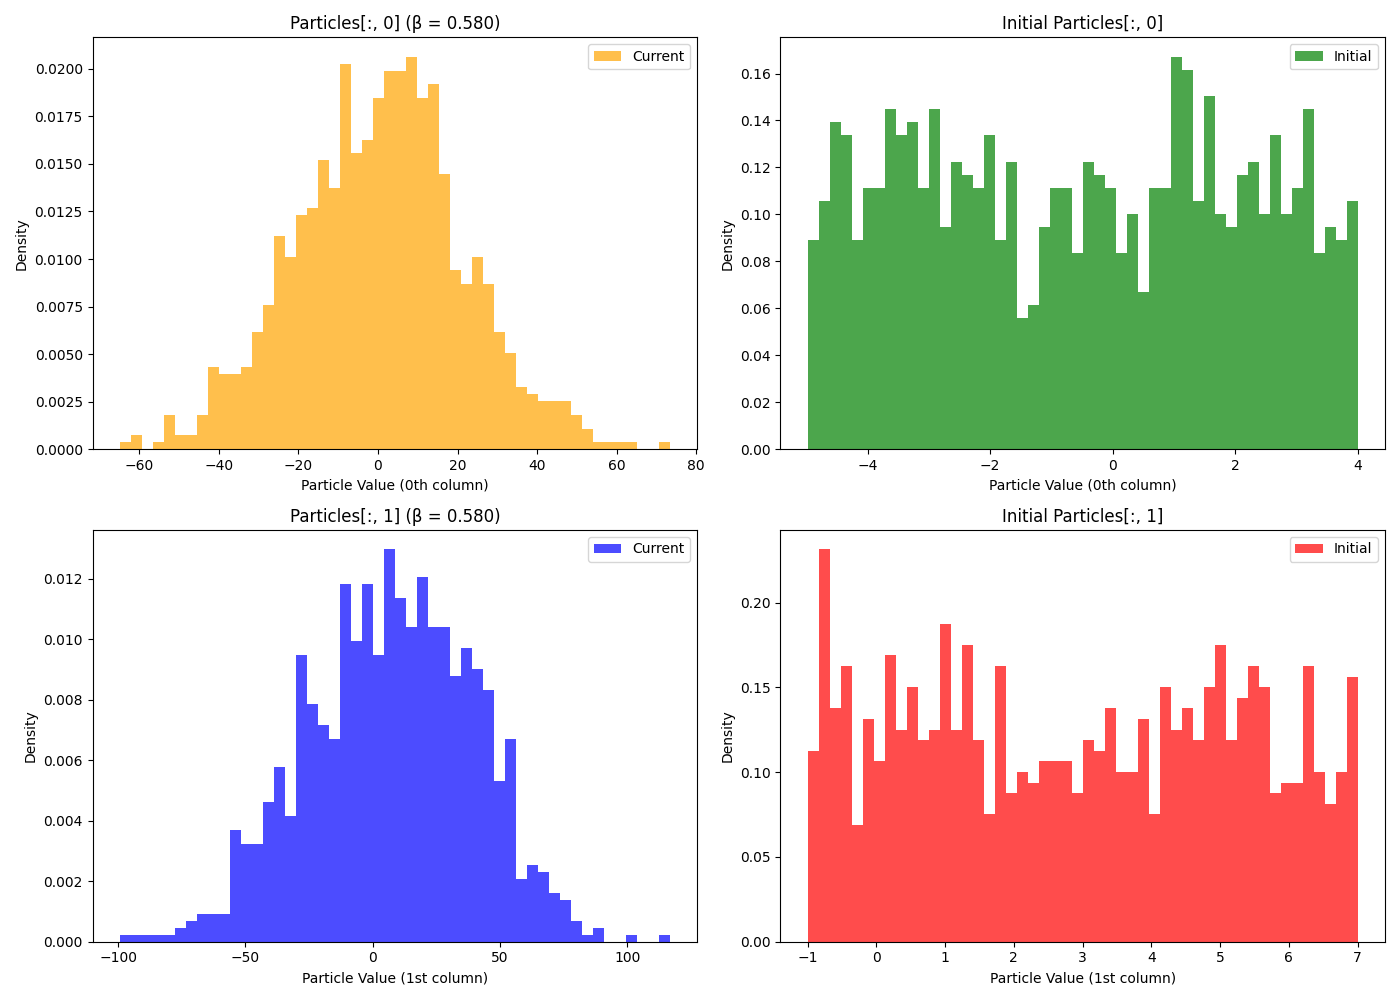 Particles[:, 0] (β = 0.580)
Current
0.0200
0.0175
0.0150
0.0125
0.0100
0.0075
0.0050
0.0025
0.0000
Density
−60 −40 −20 0 20 40 60 80
Particle Value (0th column)
Initial Particles[:, 0]
Initial
0.16
0.14
0.12
0.10
0.08
0.06
0.04
0.02
0.00
Density
−4 −2 0 2 4
Particle Value (0th column)
Particles[:, 1] (β = 0.580)
Current
0.012
0.010
0.008
0.006
0.004
0.002
0.000
Density
−100 −50 0 50 100
Particle Value (1st column)
Initial Particles[:, 1]
Initial
0.20
0.15
0.10
0.05
0.00
Density
−1 0 1 2 3 4 5 6 7
Particle Value (1st column)